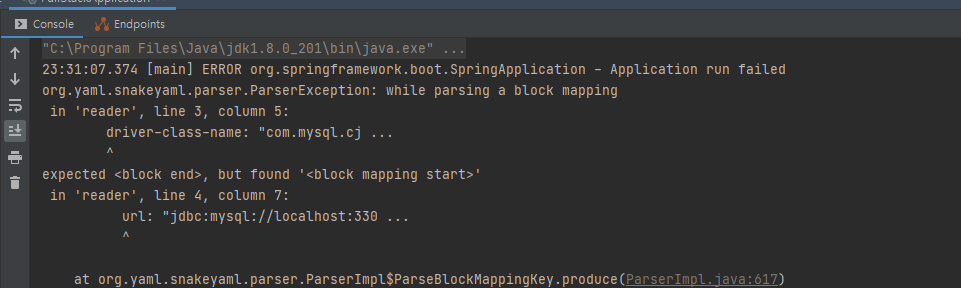 Console
Endpoints
"C:\Program Files\Java\jdk1.8.0_201\bin\java.exe" ...
23:31:07.374 [main] ERROR org.springframework.boot.SpringApplication - Application run failed
org.yaml.snakeyaml.parser.ParserException: while parsing a block mapping
in 'reader', line 3, column 5:
driver-class-name: "com.mysql.cj ...
^
expected <block end>, but found '<block mapping start>'
in 'reader', line 4, column 7:
url: "jdbc:mysql://localhost:330 ...
^
at org.yaml.snakeyaml.parser.ParserImpl$ParseBlockMappingKey.produce(ParserImpl.java:617)